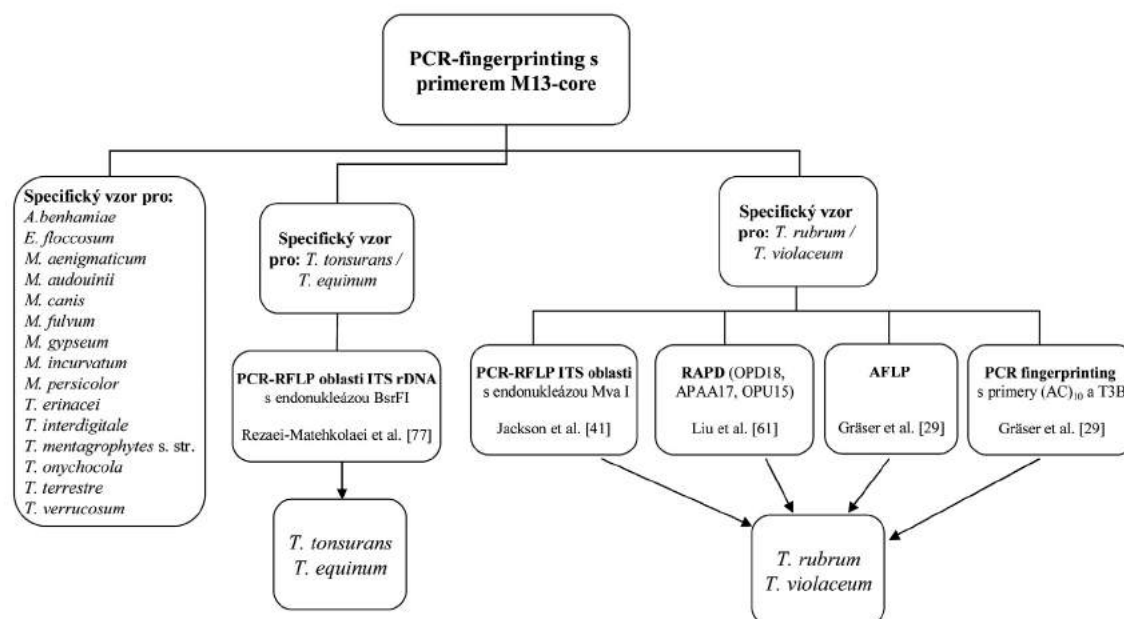 PCR-fingerprinting s
primerem M13-core
Specifický vzor pro:
A.benhamiae
E. floccosum
M. aenigmaticum
M. audouinii
M. canis
M. fulvum
M. gypseum
M. incurvatum
M. persicolor
T. erinacei
T. interdigitale
T. mentagrophytes s. str.
T. onychocola
T. terrestre
T. verrucosum
Specifický vzor
pro: T. tonsurans /
T. equinum
PCR-RFLP oblasti ITS rDNA
s endonukleázou BsrFI
Rezaei-Matehkolaei et al. [77]
T. tonsurans
T. equinum
Specifický vzor
pro: T. rubrum /
T. violaceum
PCR-RFLP ITS oblasti
s endonukleázou Mva I
Jackson et al. [41]
RAPD (OPD18,
APAA17, OPU15)
Liu et al. [61]
AFLP
Gräser et al. [29]
PCR fingerprinting
s primery (AC)₁₀ a T3B
Gräser et al. [29]
T. rubrum
T. violaceum